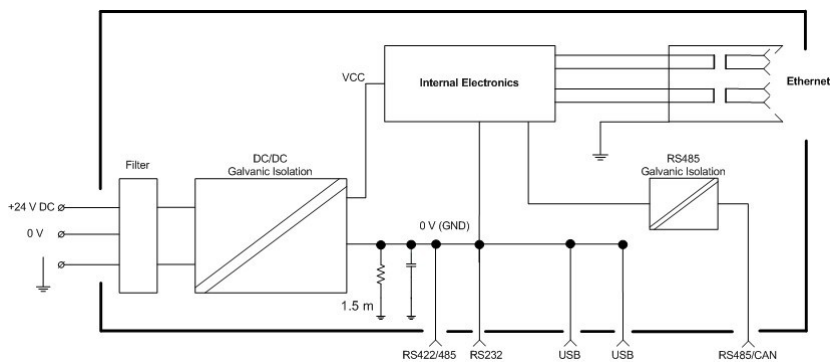 Internal Electronics
VCC
Ethernet
DC/DC
Galvanic Isolation
Filter
RS485
Galvanic Isolation
+24 V DC
0 V
0 V (GND)
1.5 m
RS422/485
RS232
USB
USB
RS485/CAN